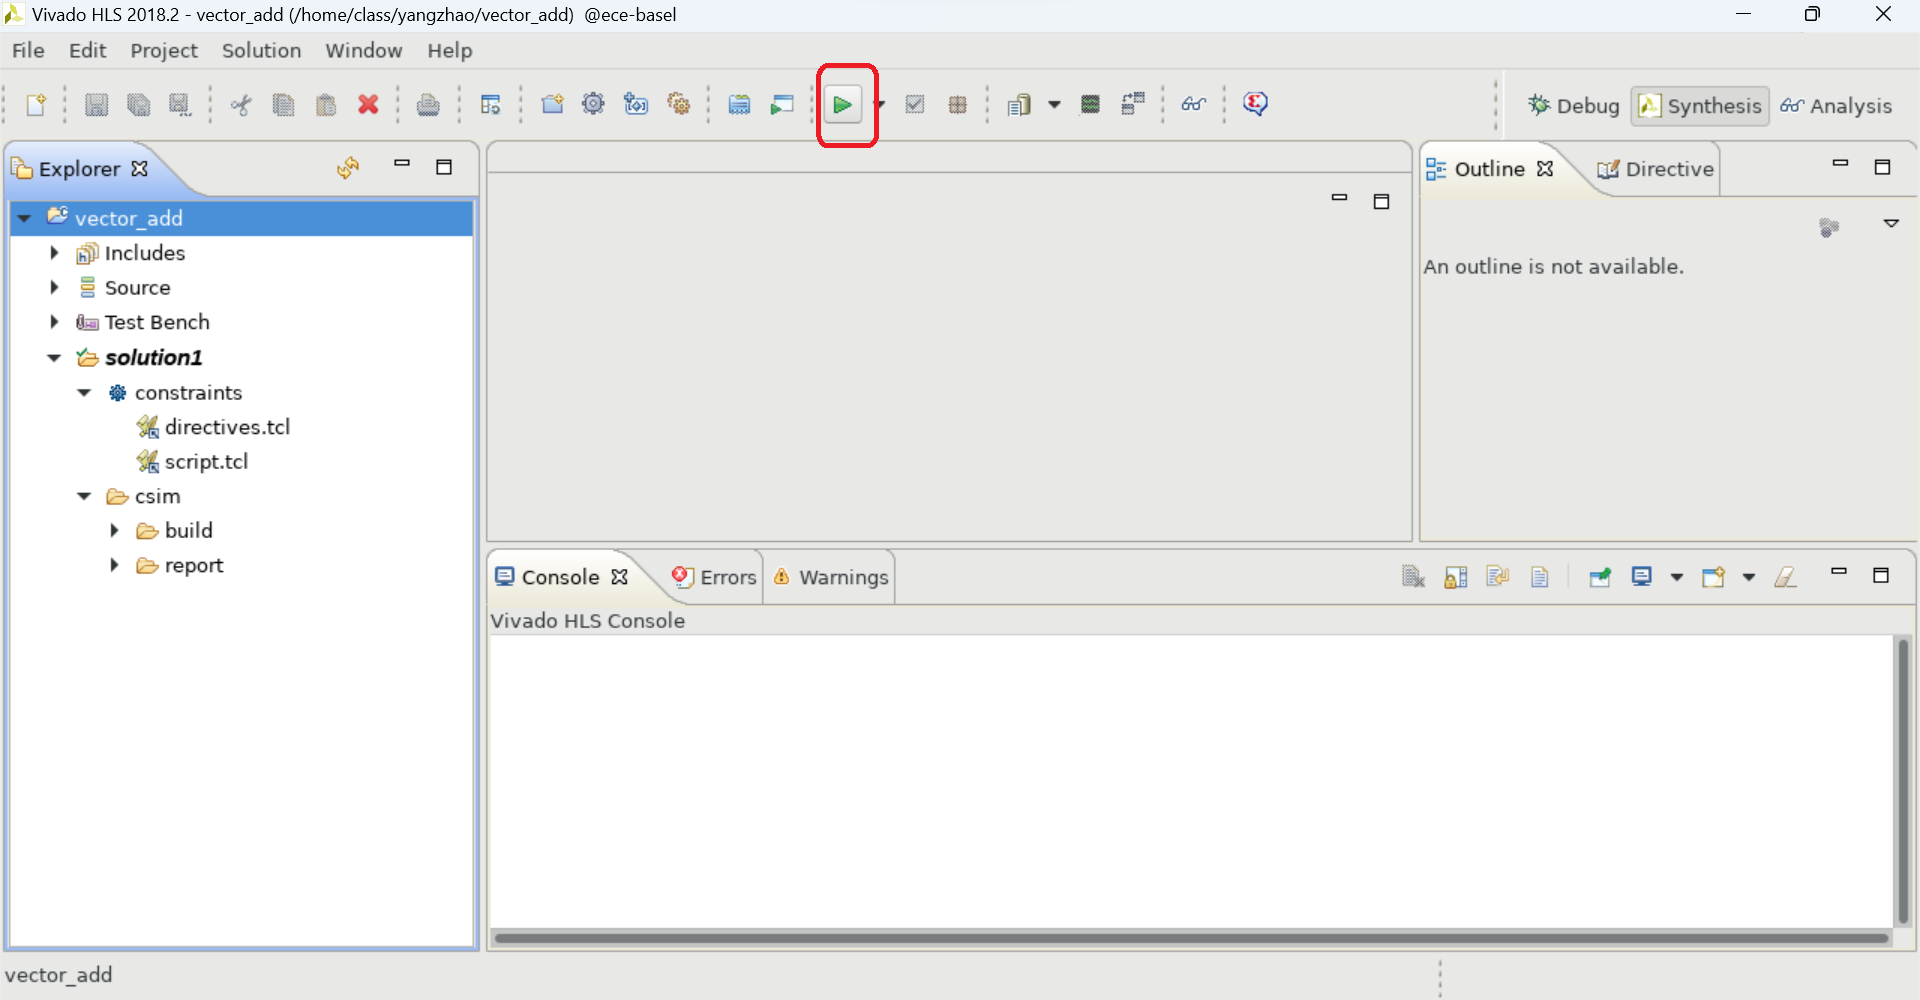 Vivado HLS 2018.2 - vector_add (/home/class/yangzhao/vector_add) @ece-basel
File Edit Project Solution Window Help
Debug Synthesis Analysis
Explorer
vector_add
Includes
Source
Test Bench
solution1
constraints
directives.tcl
script.tcl
csim
build
report
Outline Directive
An outline is not available.
Console Errors Warnings
Vivado HLS Console
vector_add